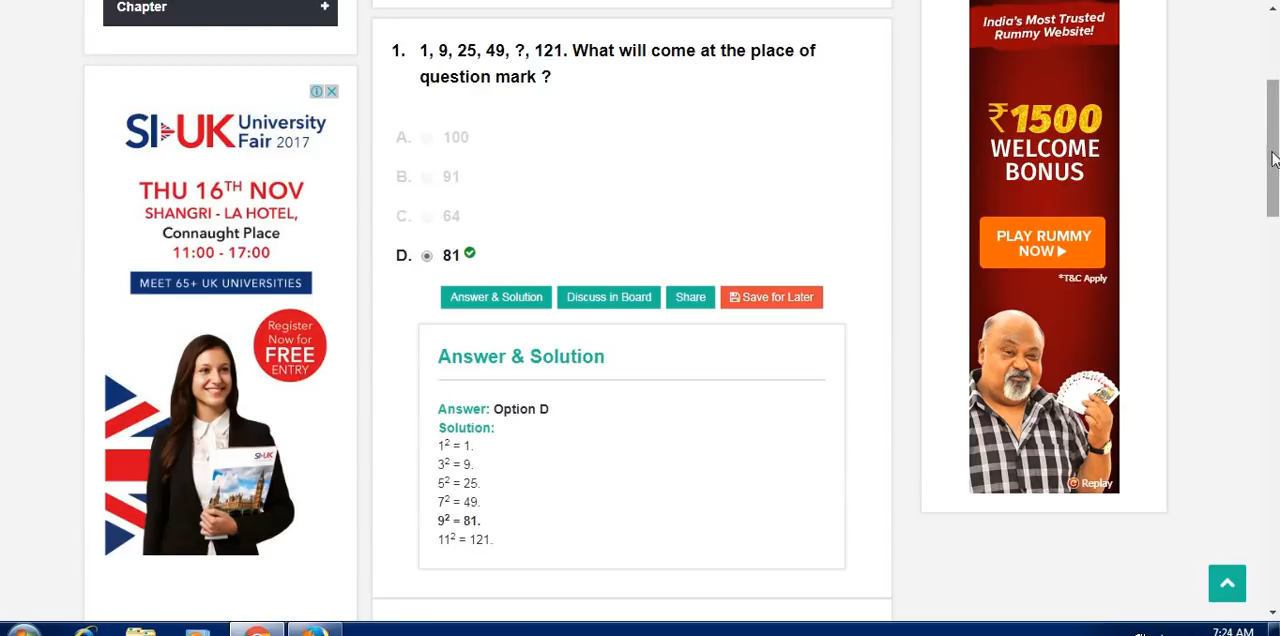 Chapter +
SI-UK University
Fair 2017
THU 16TH NOV
SHANGRI - LA HOTEL,
Connaught Place
11:00 - 17:00
MEET 65+ UK UNIVERSITIES
Register
Now for
FREE
ENTRY
SI-UK
1. 1, 9, 25, 49, ?, 121. What will come at the place of
question mark ?
A. 100
B. 91
C. 64
D. 81
Answer & Solution Discuss in Board Share Save for Later
Answer & Solution
Answer: Option D
Solution:
1² = 1.
3² = 9.
5² = 25.
7² = 49.
9² = 81.
11² = 121.
India's Most Trusted
Rummy Website!
₹1500
WELCOME
BONUS
PLAY RUMMY
NOW
*T&C Apply
Replay
7:24 AM